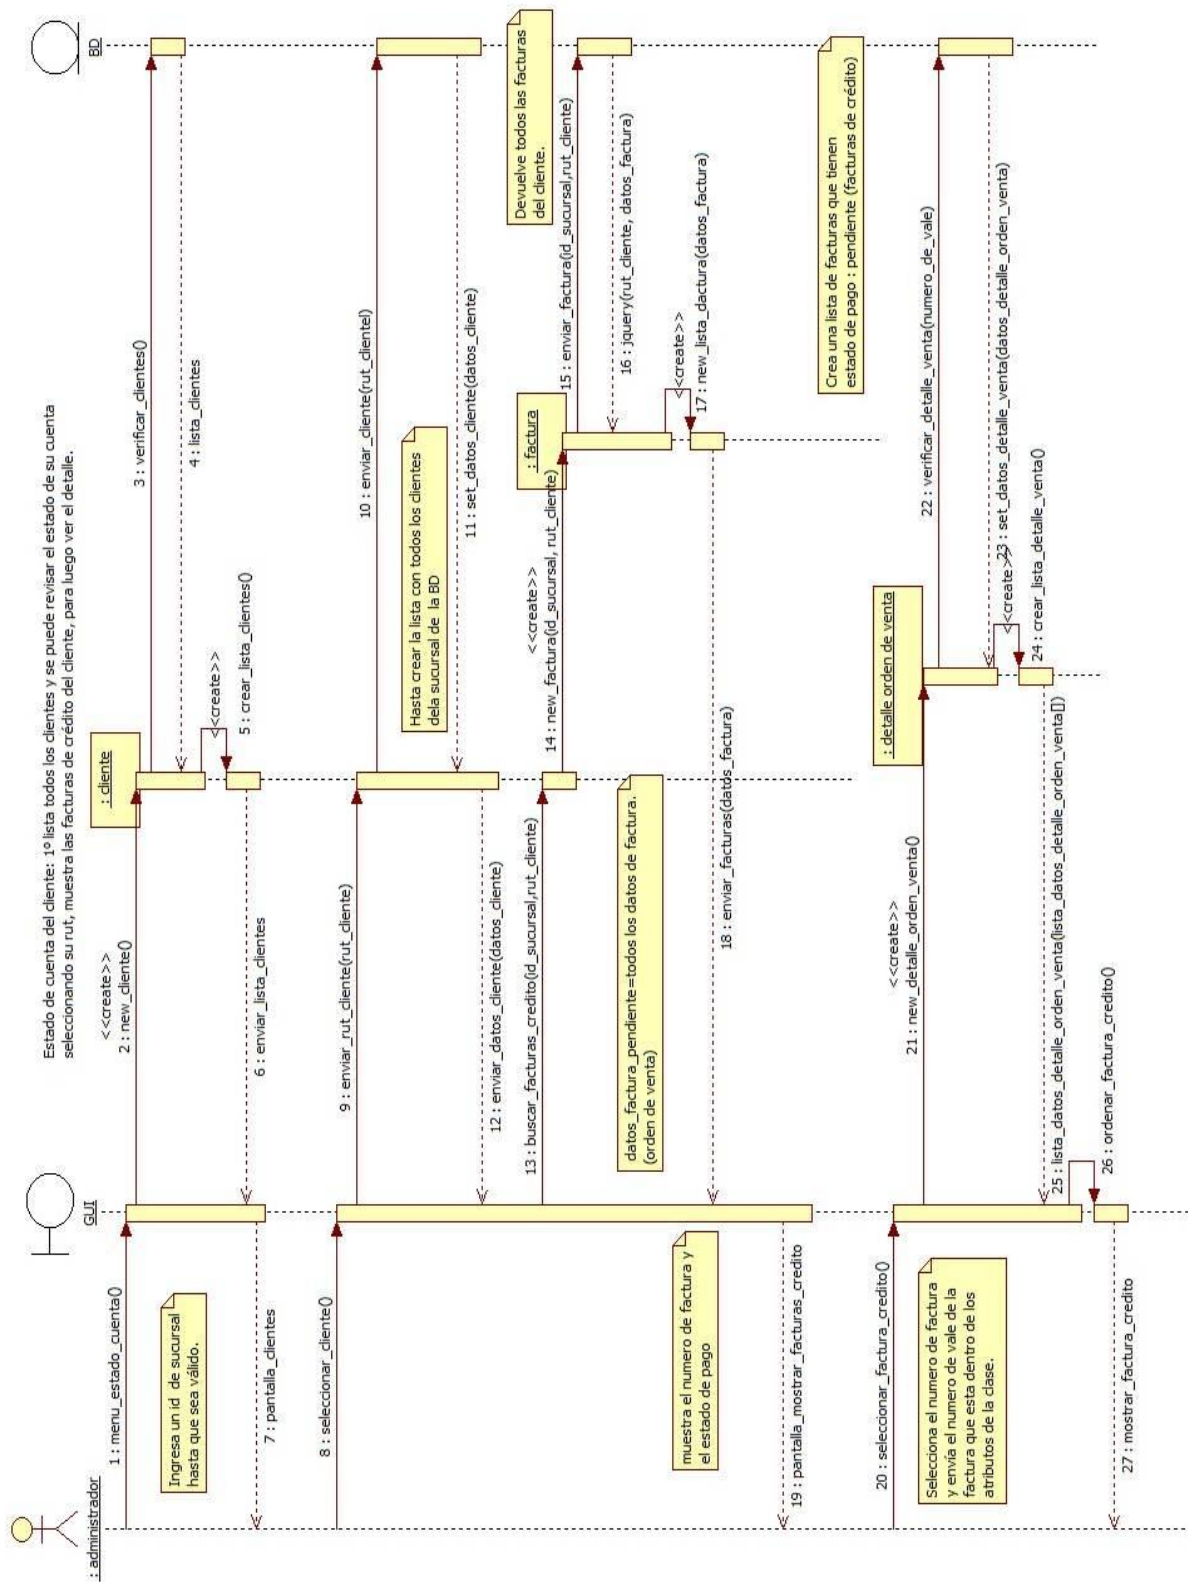 Estado de cuenta del cliente: 1º lista todos los clientes y se puede revisar el estado de su cuenta
seleccionando su rut, muestra las facturas de crédito del cliente, para luego ver el detalle.
: administrador
GUI
: cliente
: factura
: detalle orden de venta
BD
1 : menu_estado_cuenta()
<<create>>
2 : new_cliente()
3 : verificar_clientes()
4 : lista_clientes
<<create>>
5 : crear_lista_clientes()
6 : enviar_lista_clientes
Ingresa un id de sucursal
hasta que sea válido.
7 : pantalla_clientes
8 : seleccionar_cliente()
9 : enviar_rut_cliente(rut_cliente)
10 : enviar_cliente(rut_clientel)
Hasta crear la lista con todos los clientes
dela sucursal de la BD
11 : set_datos_cliente(datos_cliente)
12 : enviar_datos_cliente(datos_cliente)
13 : buscar_facturas_credito(id_sucursal,rut_cliente)
<<create>>
14 : new_factura(id_sucursal, rut_cliente)
Devuelve todos las facturas
del cliente.
15 : enviar_factura(id_sucursal,rut_cliente)
16 : jquery(rut_cliente, datos_factura)
<<create>>
17 : new_lista_dactura(datos_factura)
datos_factura_pendiente=todos los datos de factura.
(orden de venta)
18 : enviar_facturas(datos_factura)
muestra el numero de factura y
el estado de pago
19 : pantalla_mostrar_facturas_credito
Crea una lista de facturas que tienen
estado de pago : pendiente (facturas de crédito)
20 : seleccionar_factura_credito()
<<create>>
21 : new_detalle_orden_venta()
22 : verificar_detalle_venta(numero_de_vale)
23 : set_datos_detalle_venta(datos_detalle_orden_venta)
<<create>>
24 : crear_lista_detalle_venta()
25 : lista_datos_detalle_orden_venta(lista_datos_detalle_orden_venta[])
Selecciona el numero de factura
y envía el numero de vale de la
factura que esta dentro de los
atributos de la clase.
26 : ordenar_factura_credito()
27 : mostrar_factura_credito